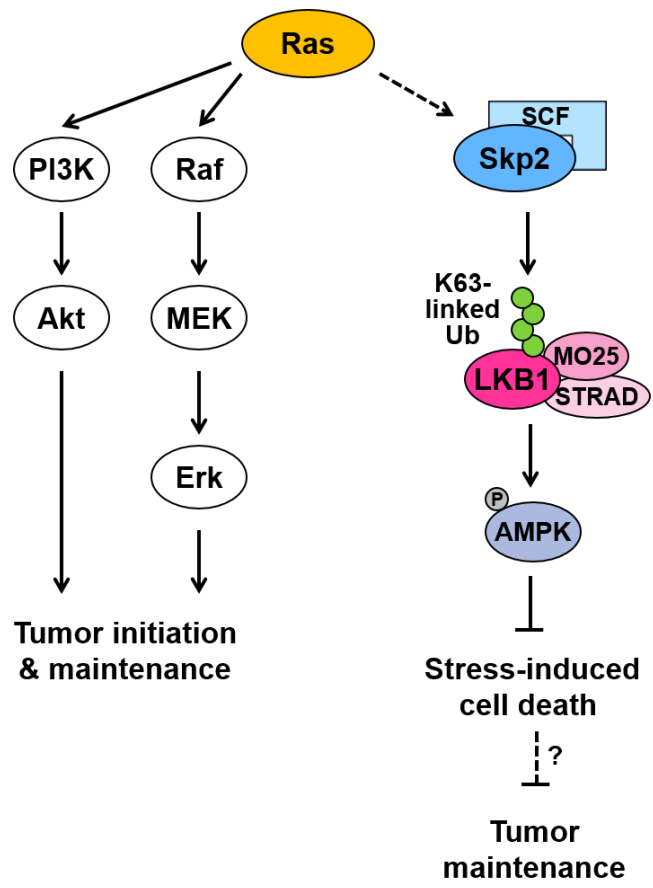 Ras
SCF
PI3K
Raf
Skp2
K63-
linked
Ub
Akt
MEK
MO25
LKB1
STRAD
Erk
P
AMPK
Tumor initiation
& maintenance
Stress-induced
cell death
?
Tumor
maintenance